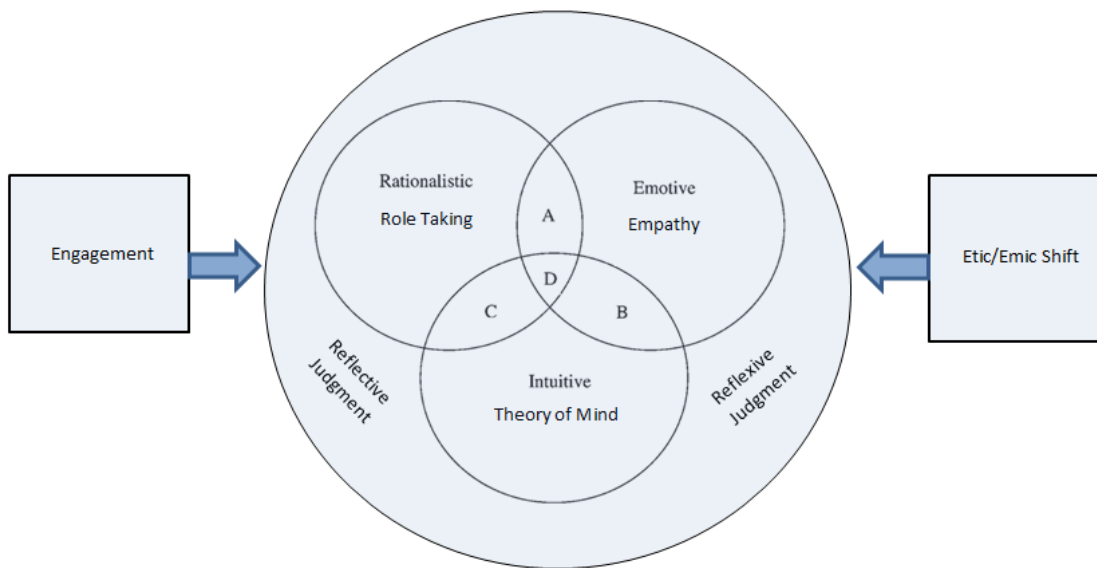 Engagement
Rationalistic
Role Taking
A
Emotive
Empathy
D
C
B
Intuitive
Theory of Mind
Reflective
Judgment
Reflexive
Judgment
Etic/Emic Shift